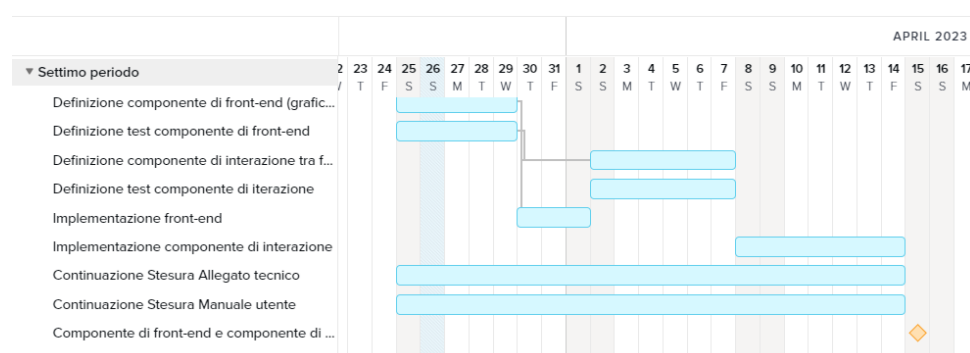 APRIL 2023
23 24 25 26 27 28 29 30 31 1 2 3 4 5 6 7 8 9 10 11 12 13 14 15 16 17
T F S S M T W T F S S M T W T F S S M T W T F S S M
Settimo periodo
Definizione componente di front-end (grafic...
Definizione test componente di front-end
Definizione componente di interazione tra f...
Definizione test componente di iterazione
Implementazione front-end
Implementazione componente di interazione
Continuazione Stesura Allegato tecnico
Continuazione Stesura Manuale utente
Componente di front-end e componente di ...